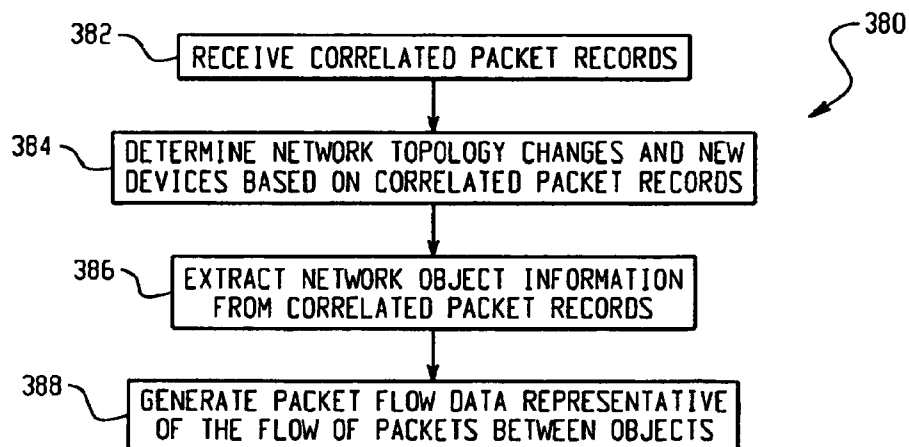 380
382
RECEIVE CORRELATED PACKET RECORDS
384
DETERMINE NETWORK TOPOLOGY CHANGES AND NEW
DEVICES BASED ON CORRELATED PACKET RECORDS
386
EXTRACT NETWORK OBJECT INFORMATION
FROM CORRELATED PACKET RECORDS
388
GENERATE PACKET FLOW DATA REPRESENTATIVE
OF THE FLOW OF PACKETS BETWEEN OBJECTS